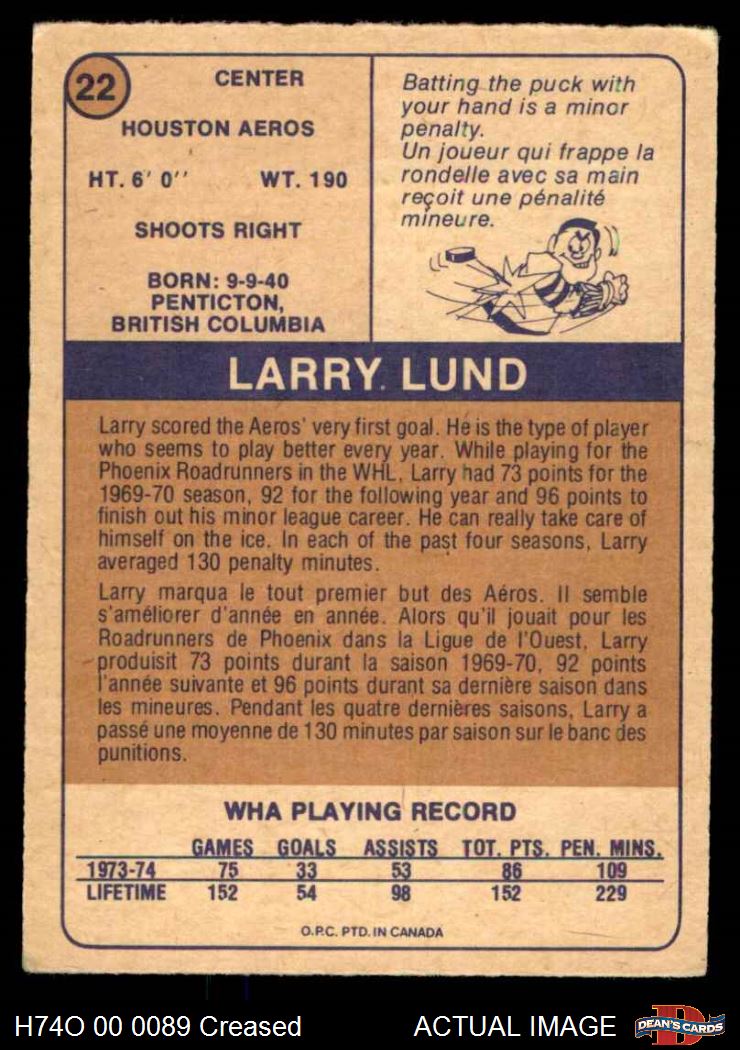 22
CENTER
HOUSTON AEROS
HT. 6' 0'' WT. 190
SHOOTS RIGHT
BORN: 9-9-40
PENTICTON,
BRITISH COLUMBIA
Batting the puck with
your hand is a minor
penalty.
Un joueur qui frappe la
rondelle avec sa main
reçoit une pénalité
mineure.
LARRY LUND
Larry scored the Aeros' very first goal. He is the type of player
who seems to play better every year. While playing for the
Phoenix Roadrunners in the WHL, Larry had 73 points for the
1969-70 season, 92 for the following year and 96 points to
finish out his minor league career. He can really take care of
himself on the ice. In each of the past four seasons, Larry
averaged 130 penalty minutes.
Larry marqua le tout premier but des Aéros. Il semble
s'améliorer d'année en année. Alors qu'il jouait pour les
Roadrunners de Phoenix dans la Ligue de l'Ouest, Larry
produisit 73 points durant la saison 1969-70, 92 points
l'année suivante et 96 points durant sa dernière saison dans
les mineures. Pendant les quatre dernières saisons, Larry a
passé une moyenne de 130 minutes par saison sur le banc des
punitions.
WHA PLAYING RECORD
GAMES GOALS ASSISTS TOT. PTS. PEN. MINS.
1973-74 75 33 53 86 109
LIFETIME 152 54 98 152 229
O.P.C. PTD. IN CANADA
H74O 00 0089 Creased ACTUAL IMAGE
D
DEAN'S CARDS